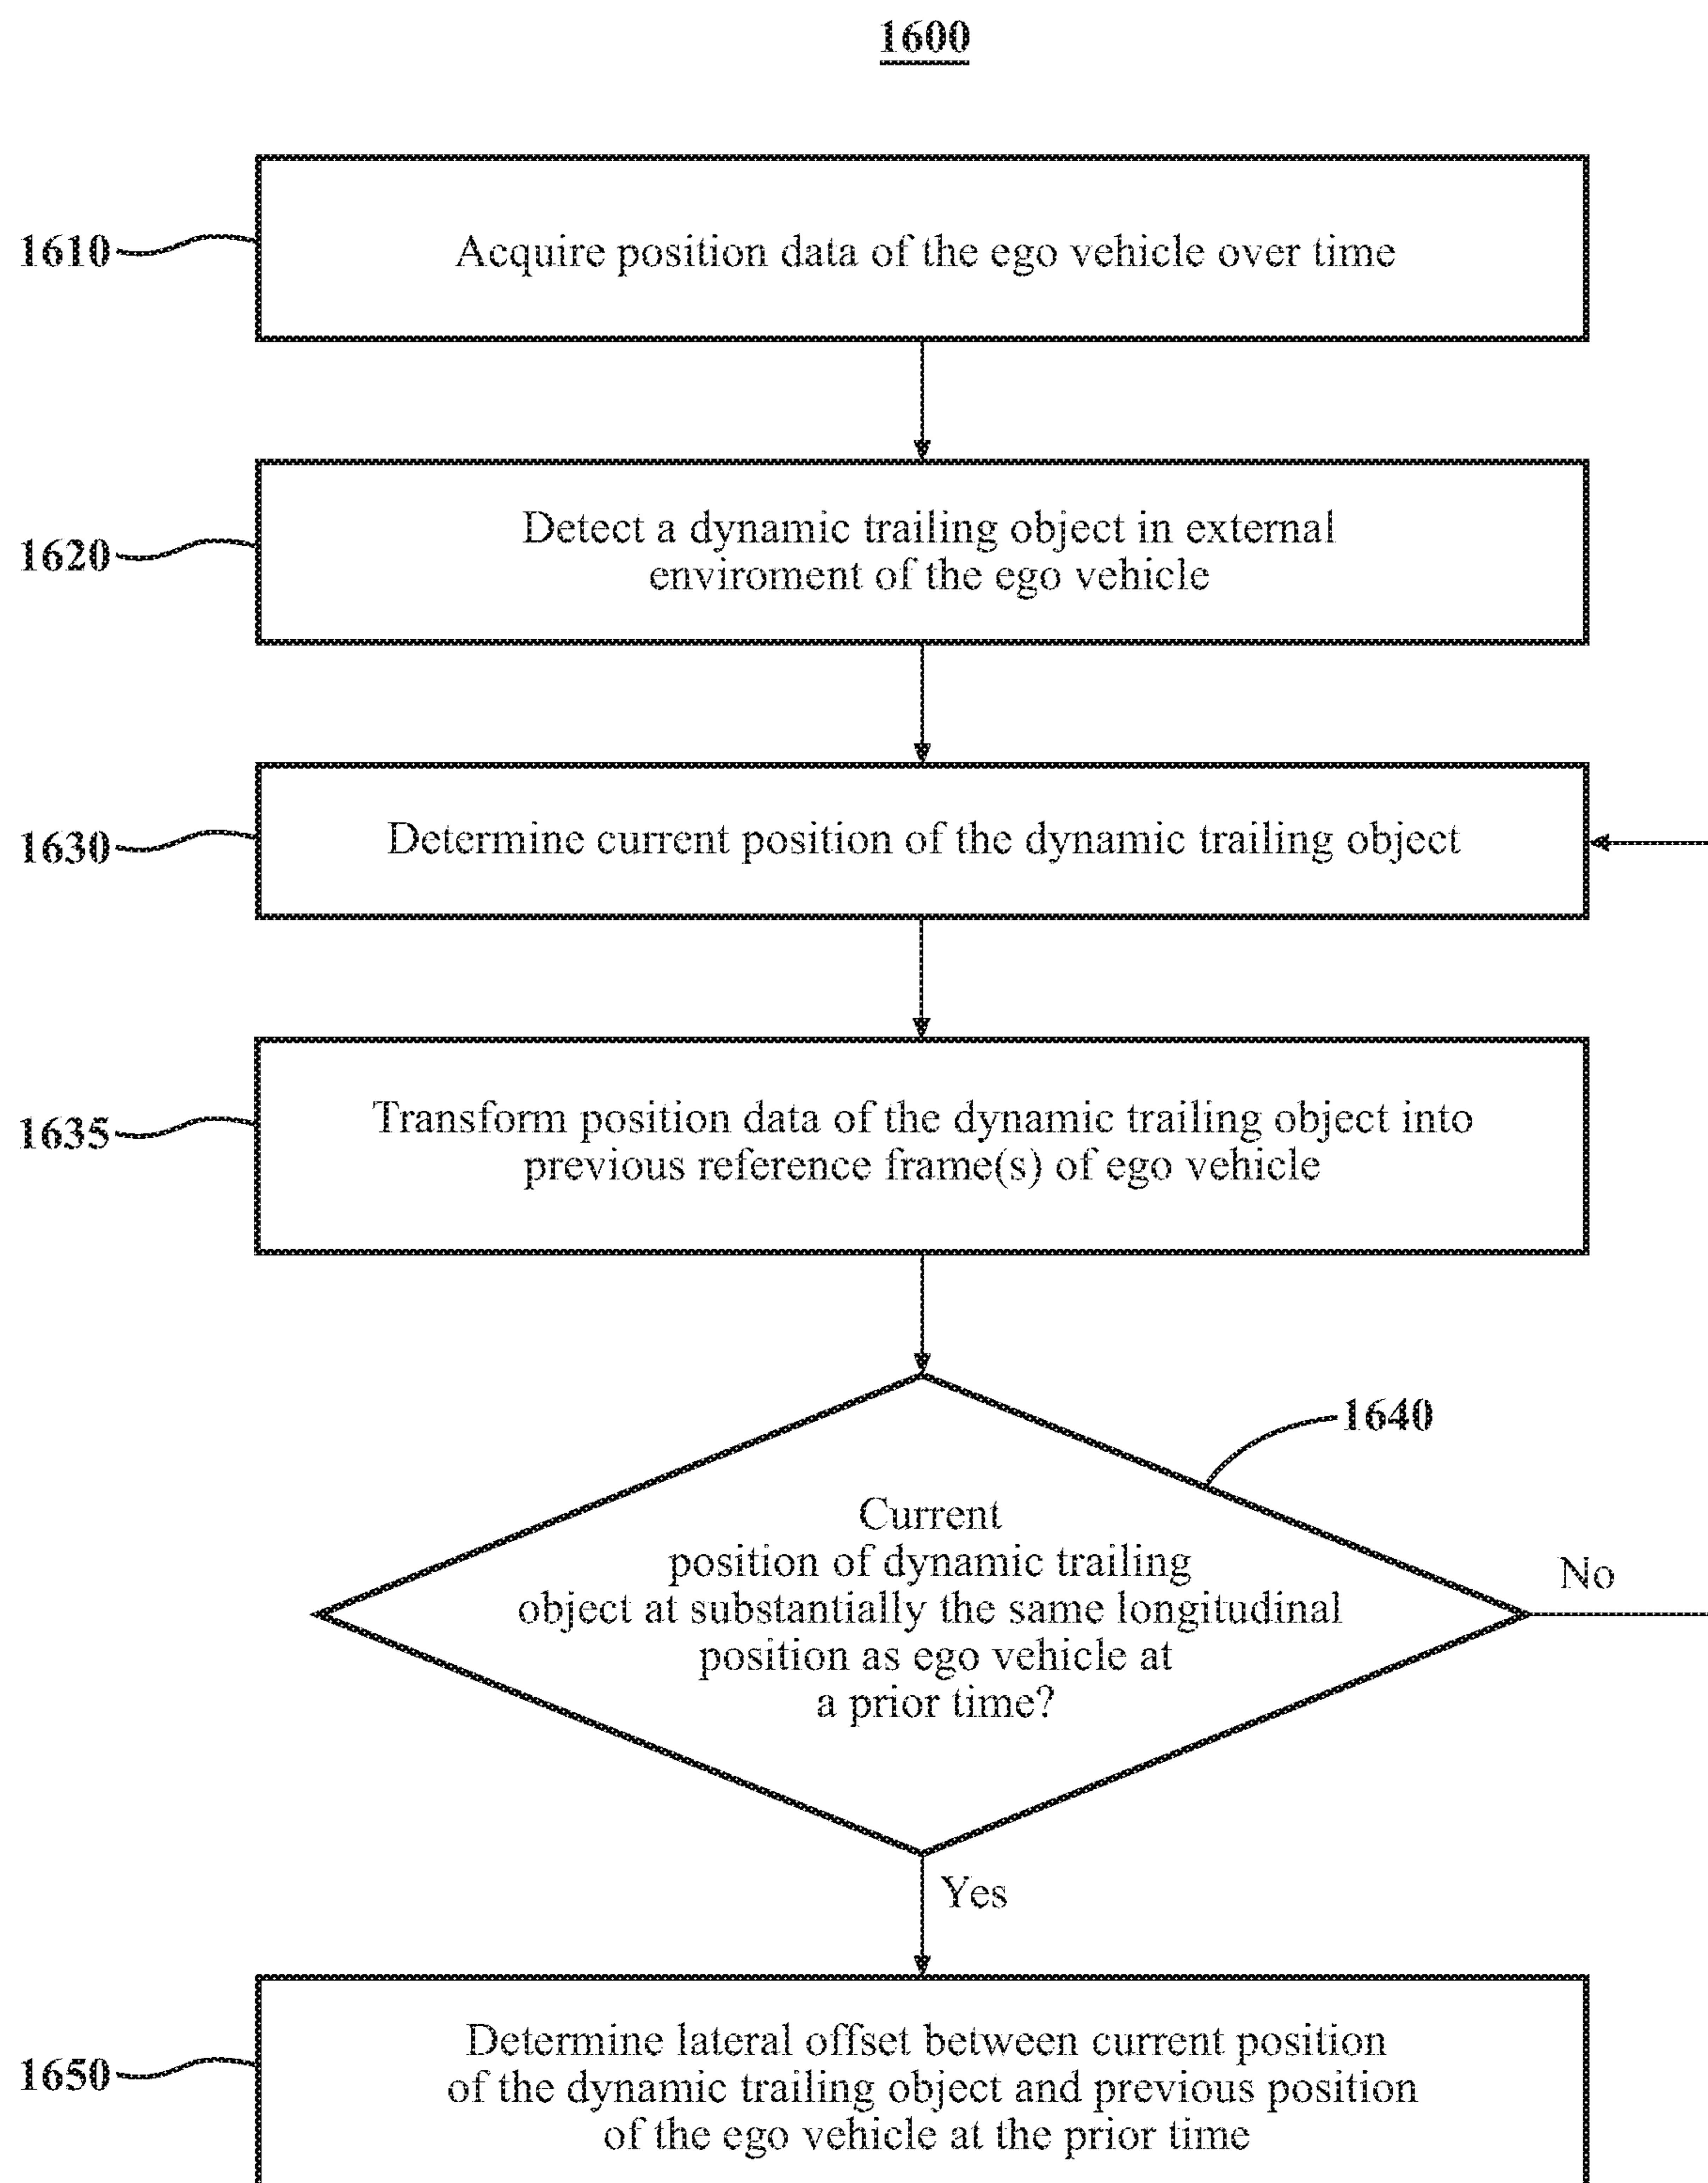 1600
1610
Acquire position data of the ego vehicle over time
1620
Detect a dynamic trailing object in external
enviroment of the ego vehicle
1630
Determine current position of the dynamic trailing object
1635
Transform position data of the dynamic trailing object into
previous reference frame(s) of ego vehicle
1640
Current
position of dynamic trailing
object at substantially the same longitudinal
position as ego vehicle at
a prior time?
No
Yes
1650
Determine lateral offset between current position
of the dynamic trailing object and previous position
of the ego vehicle at the prior time